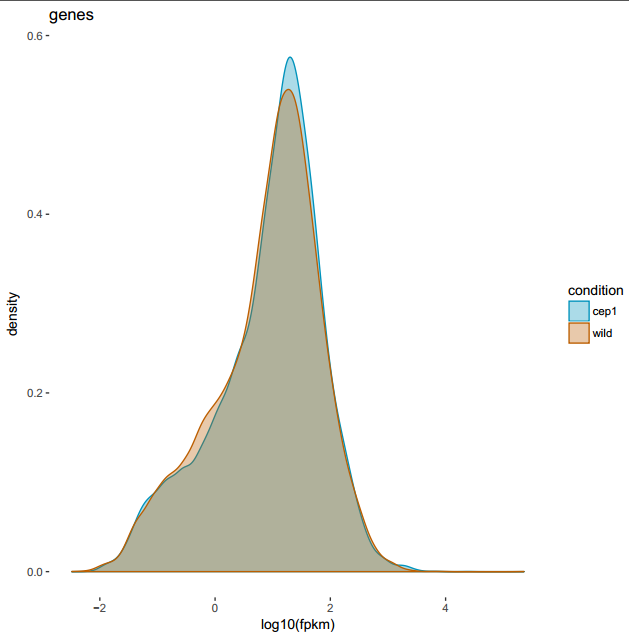 genes
0.6
0.4
0.2
0.0
density
−2
0
2
4
log10(fpkm)
condition
cep1
wild